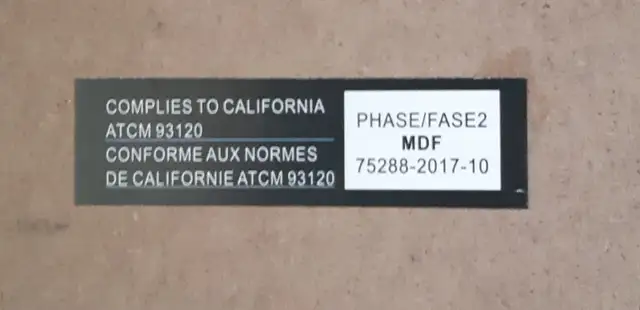 COMPLIES TO CALIFORNIA
ATCM 93120
CONFORME AUX NORMES
DE CALIFORNIE ATCM 93120
PHASE/FASE2
MDF
75288-2017-10